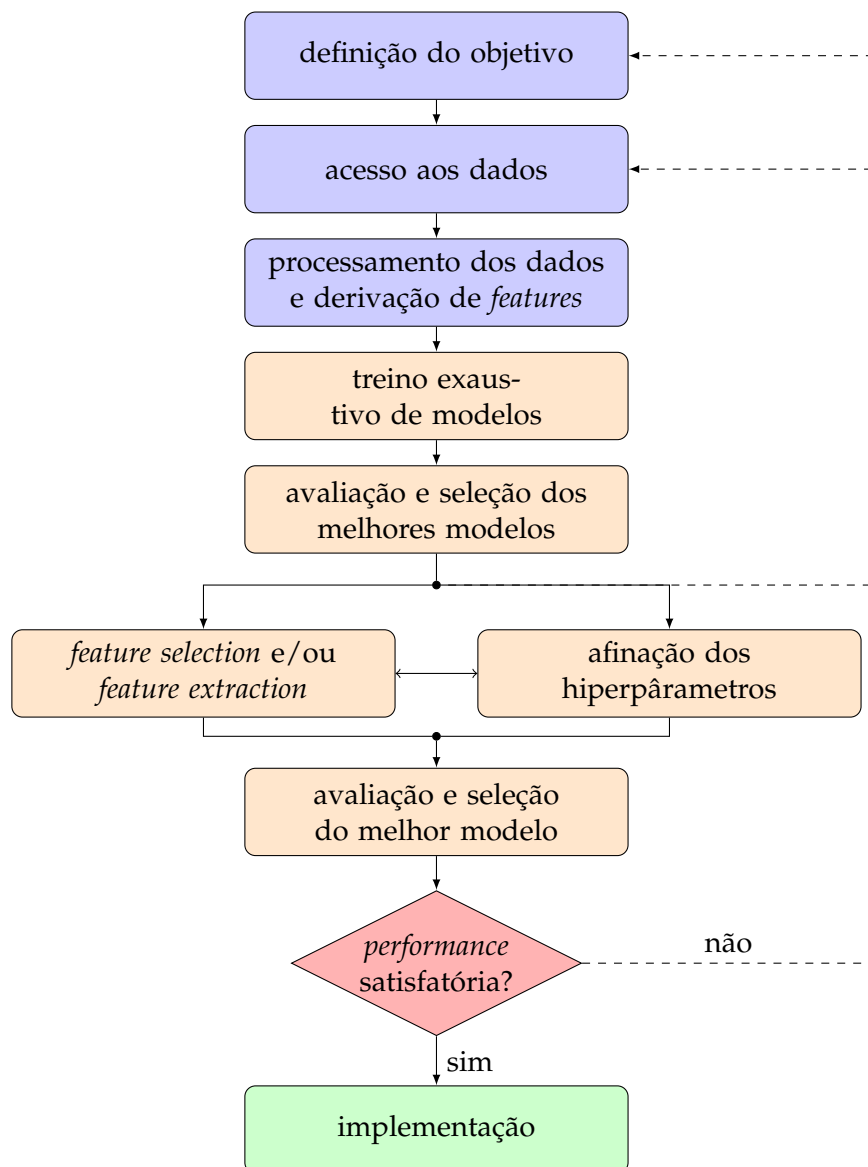 definição do objetivo
acesso aos dados
processamento dos dados
e derivação de features
treino exaus-
tivo de modelos
avaliação e seleção dos
melhores modelos
feature selection e/ou
feature extraction
afinação dos
hiperpârametros
avaliação e seleção
do melhor modelo
performance
satisfatória?
não
sim
implementação